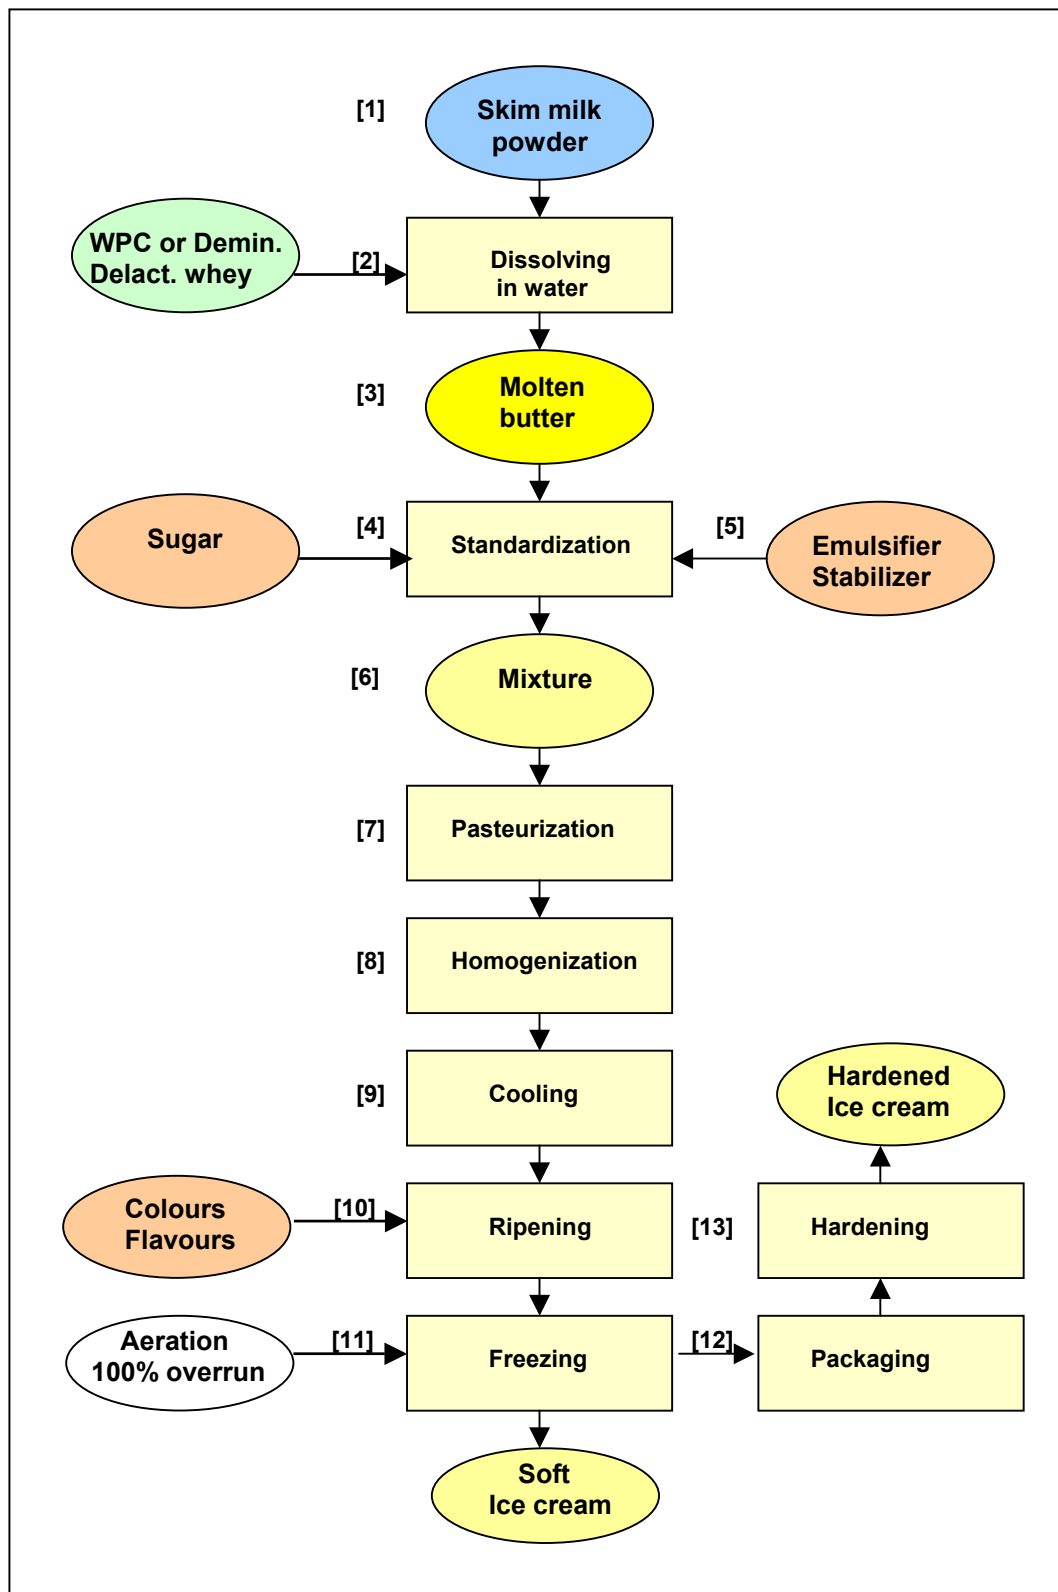 [1]
Skim milk
powder
WPC or Demin.
Delact. whey
[2]
Dissolving
in water
[3]
Molten
butter
Sugar
[4]
Standardization
[5]
Emulsifier
Stabilizer
[6]
Mixture
[7]
Pasteurization
[8]
Homogenization
[9]
Cooling
Hardened
Ice cream
Colours
Flavours
[10]
Ripening
[13]
Hardening
Aeration
100% overrun
[11]
Freezing
[12]
Packaging
Soft
Ice cream